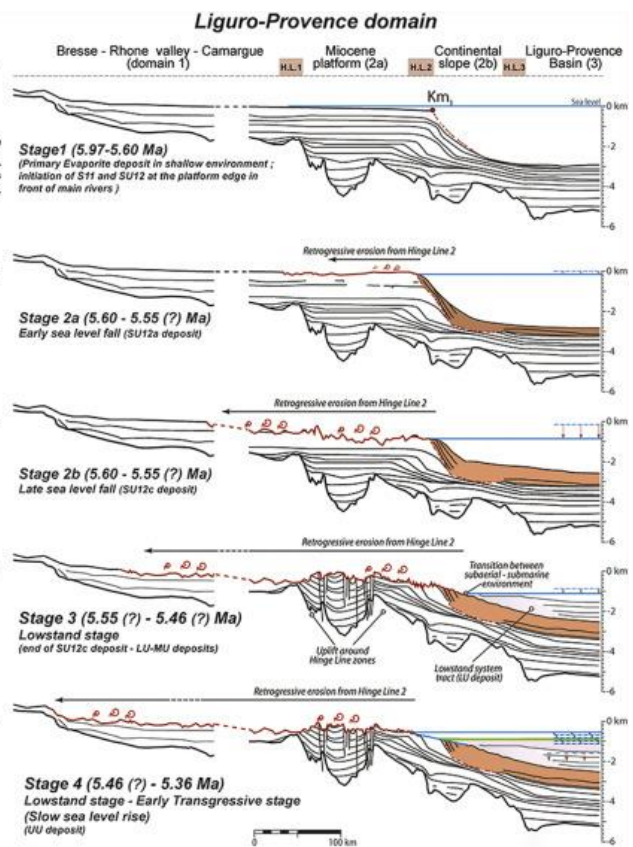 Liguro-Provence domain
Bresse - Rhone valley - Camargue
(domain 1)
H.L.1
Miocene
platform (2a)
H.L.2
Continental
slope (2b)
H.L.3
Liguro-Provence
Basin (3)
Km3
Sea level
0 km
-2
-4
-6
Stage1 (5.97-5.60 Ma)
(Primary Evaporite deposit in shallow environment ;
initiation of S11 and SU12 at the platform edge in
front of main rivers )
Retrogressive erosion from Hinge Line 2
0 km
-2
-4
-6
Stage 2a (5.60 - 5.55 (?) Ma)
Early sea level fall (SU12a deposit)
Retrogressive erosion from Hinge Line 2
0 km
-2
-4
-6
Stage 2b (5.60 - 5.55 (?) Ma)
Late sea level fall (SU12c deposit)
Retrogressive erosion from Hinge Line 2
Transition between
subaerial - submarine
environment
0 km
-2
-4
-6
Stage 3 (5.55 (?) - 5.46 (?) Ma)
Lowstand stage
(end of SU12c deposit - LU-MU deposits)
Uplift around
Hinge Line zones
Lowstand system
tract (LU deposit)
Retrogressive erosion from Hinge Line 2
0 km
-2
-4
-6
Stage 4 (5.46 (?) - 5.36 Ma)
Lowstand stage - Early Transgressive stage
(Slow sea level rise)
(UU deposit)
0
100 km